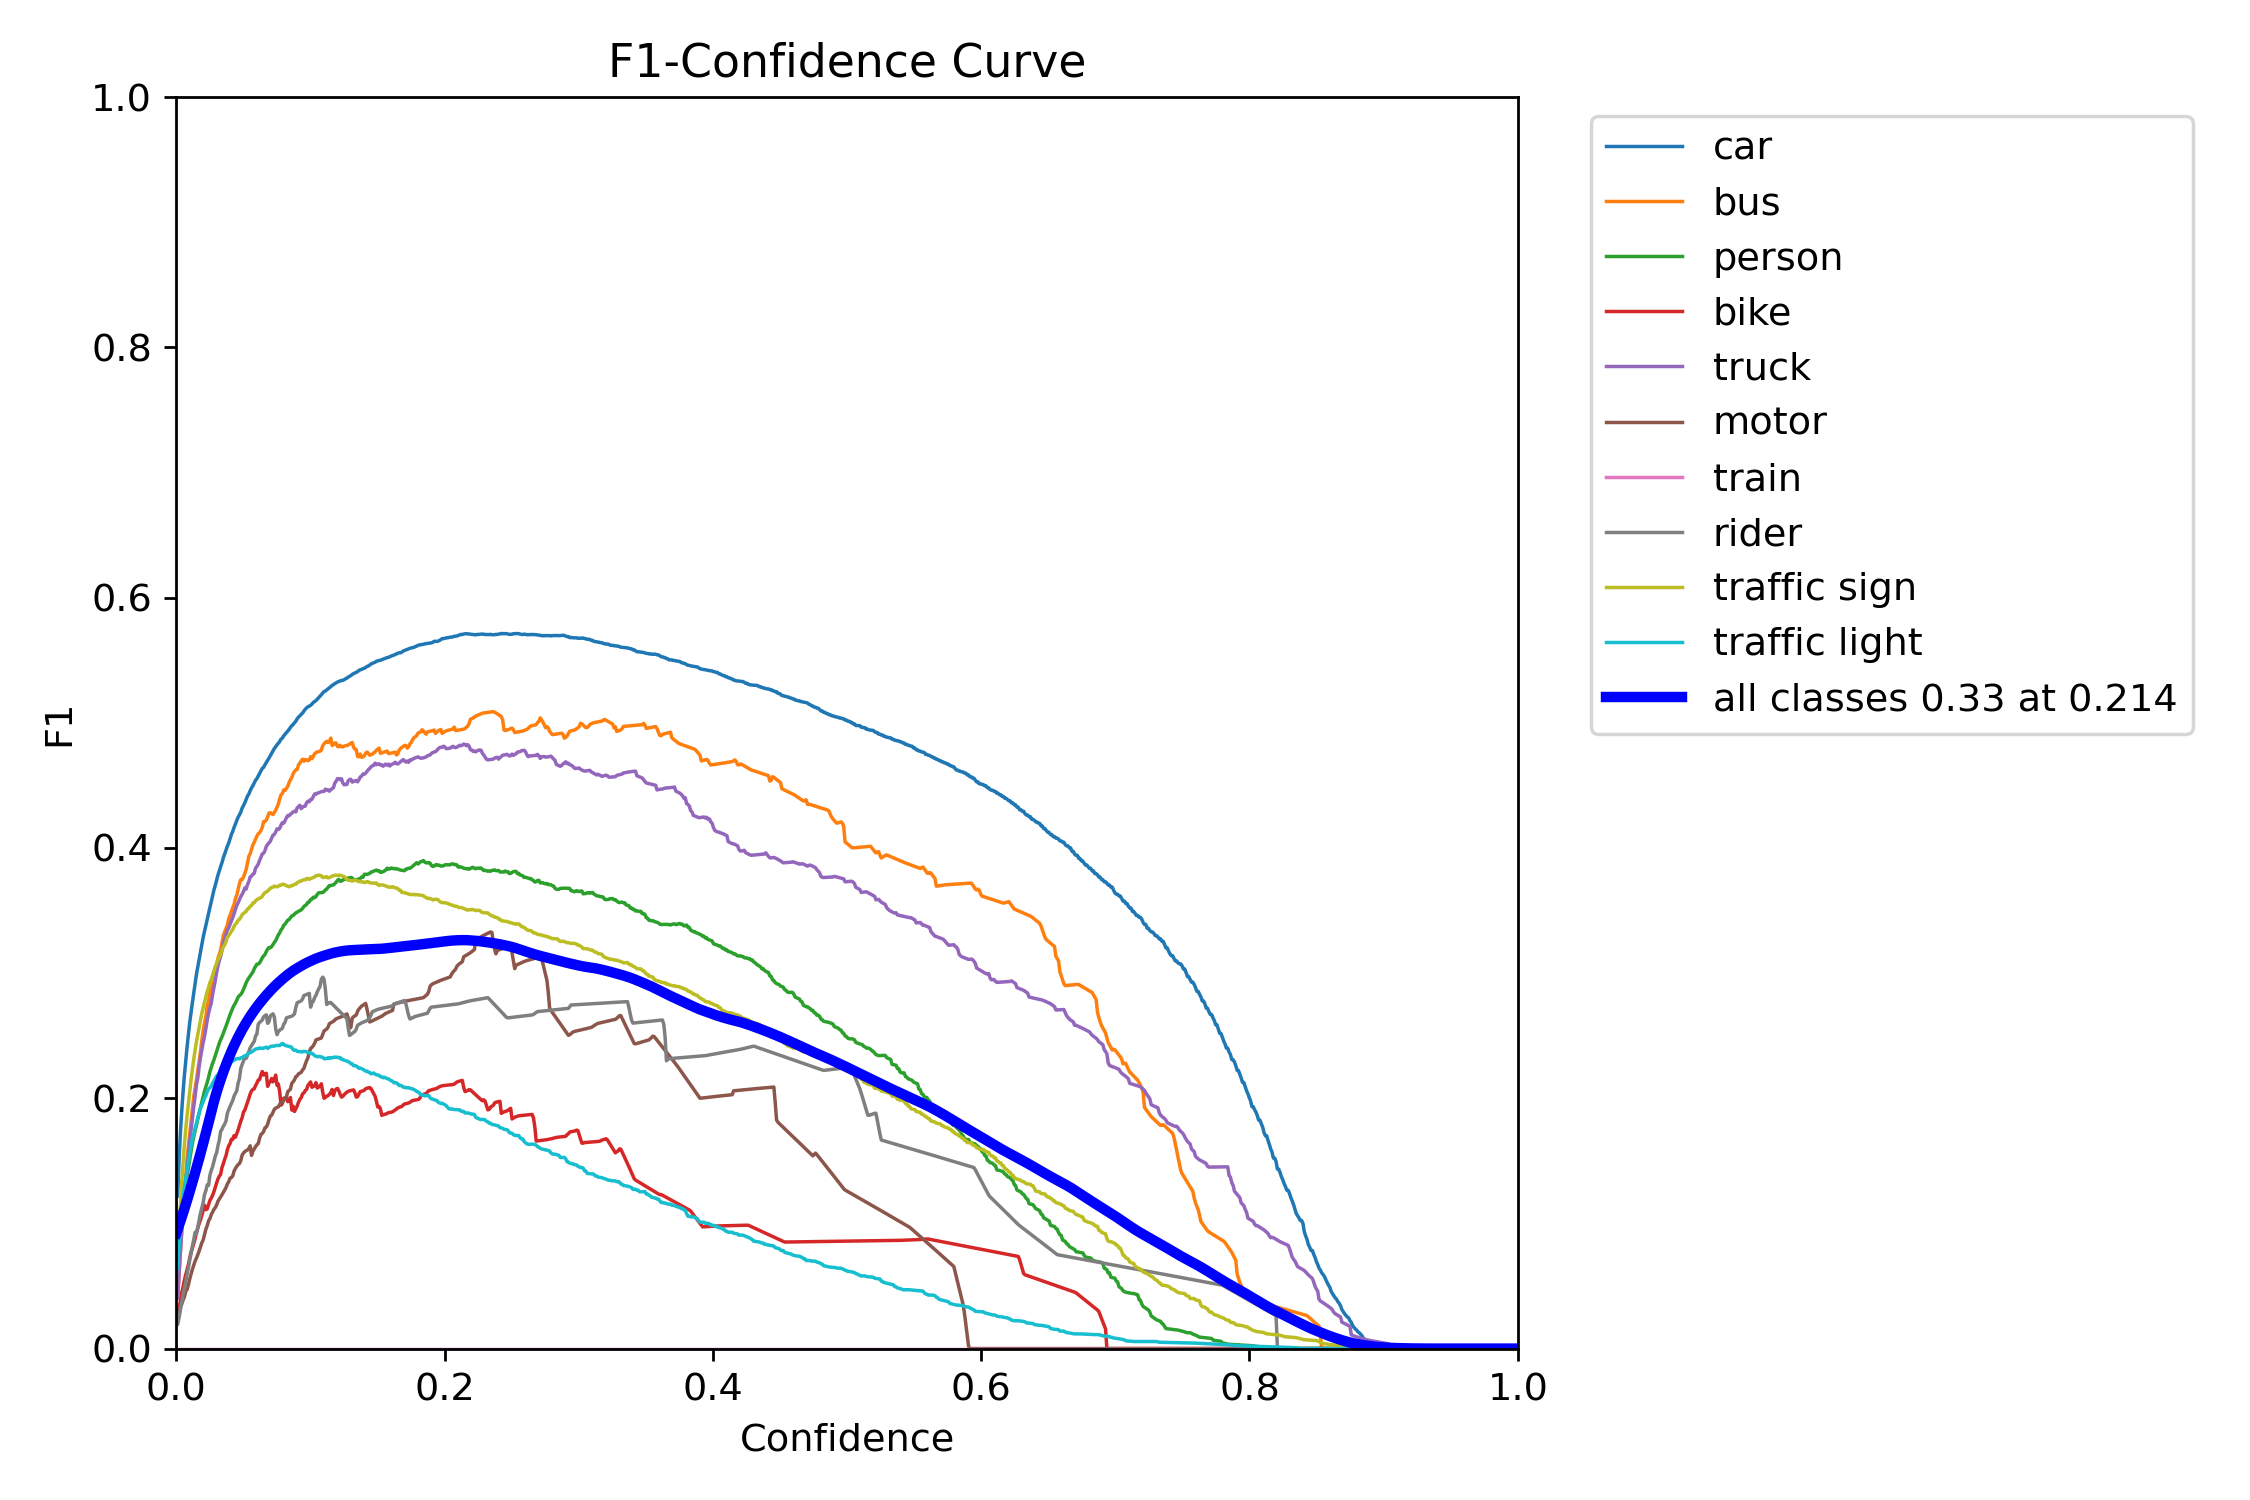 F1-Confidence Curve
1.0
0.8
0.6
0.4
0.2
0.0
F1
0.0 0.2 0.4 0.6 0.8 1.0
Confidence
car
bus
person
bike
truck
motor
train
rider
traffic sign
traffic light
all classes 0.33 at 0.214